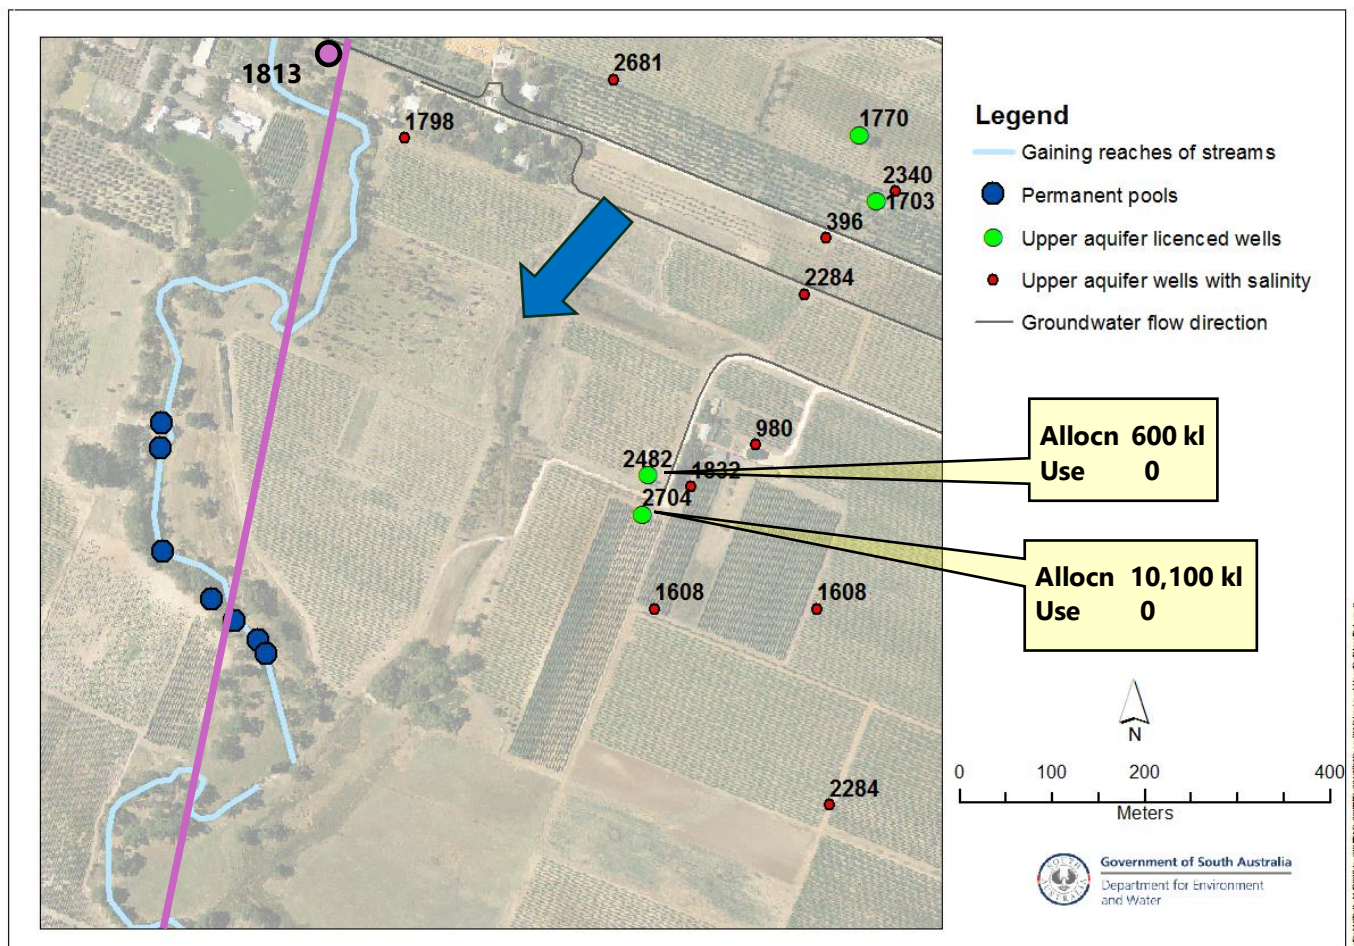 1813
2681
1798
1770
2340
1703
396
2284
980
2482
1832
2704
1608
1608
2284
Legend
Gaining reaches of streams
Permanent pools
Upper aquifer licenced wells
Upper aquifer wells with salinity
Groundwater flow direction
Allocn 600 kl
Use 0
Allocn 10,100 kl
Use 0
N
0 100 200 400
Meters
SOUTH AUSTRALIA
Government of South Australia
Department for Environment
and Water